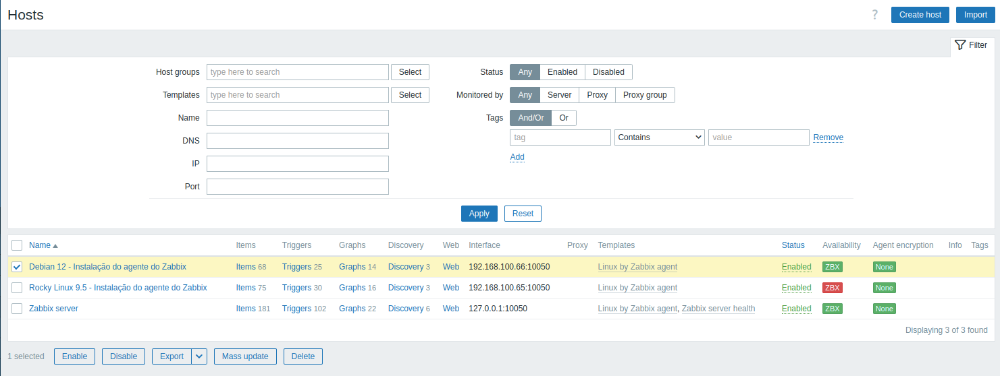 Hosts ? Create host Import
Filter
Host groups type here to search Select Status Any Enabled Disabled
Templates type here to search Select Monitored by Any Server Proxy Proxy group
Name Tags And/Or Or
DNS tag Contains value Remove
Add
IP
Port
Apply Reset
Name Items Triggers Graphs Discovery Web Interface Proxy Templates Status Availability Agent encryption Info Tags
Debian 12 - Instalação do agente do Zabbix Items 68 Triggers 25 Graphs 14 Discovery 3 Web 192.168.100.66:10050 Linux by Zabbix agent Enabled ZBX None
Rocky Linux 9.5 - Instalação do agente do Zabbix Items 75 Triggers 30 Graphs 16 Discovery 3 Web 192.168.100.65:10050 Linux by Zabbix agent Enabled ZBX None
Zabbix server Items 181 Triggers 102 Graphs 22 Discovery 6 Web 127.0.0.1:10050 Linux by Zabbix agent, Zabbix server health Enabled ZBX None
Displaying 3 of 3 found
1 selected Enable Disable Export Mass update Delete